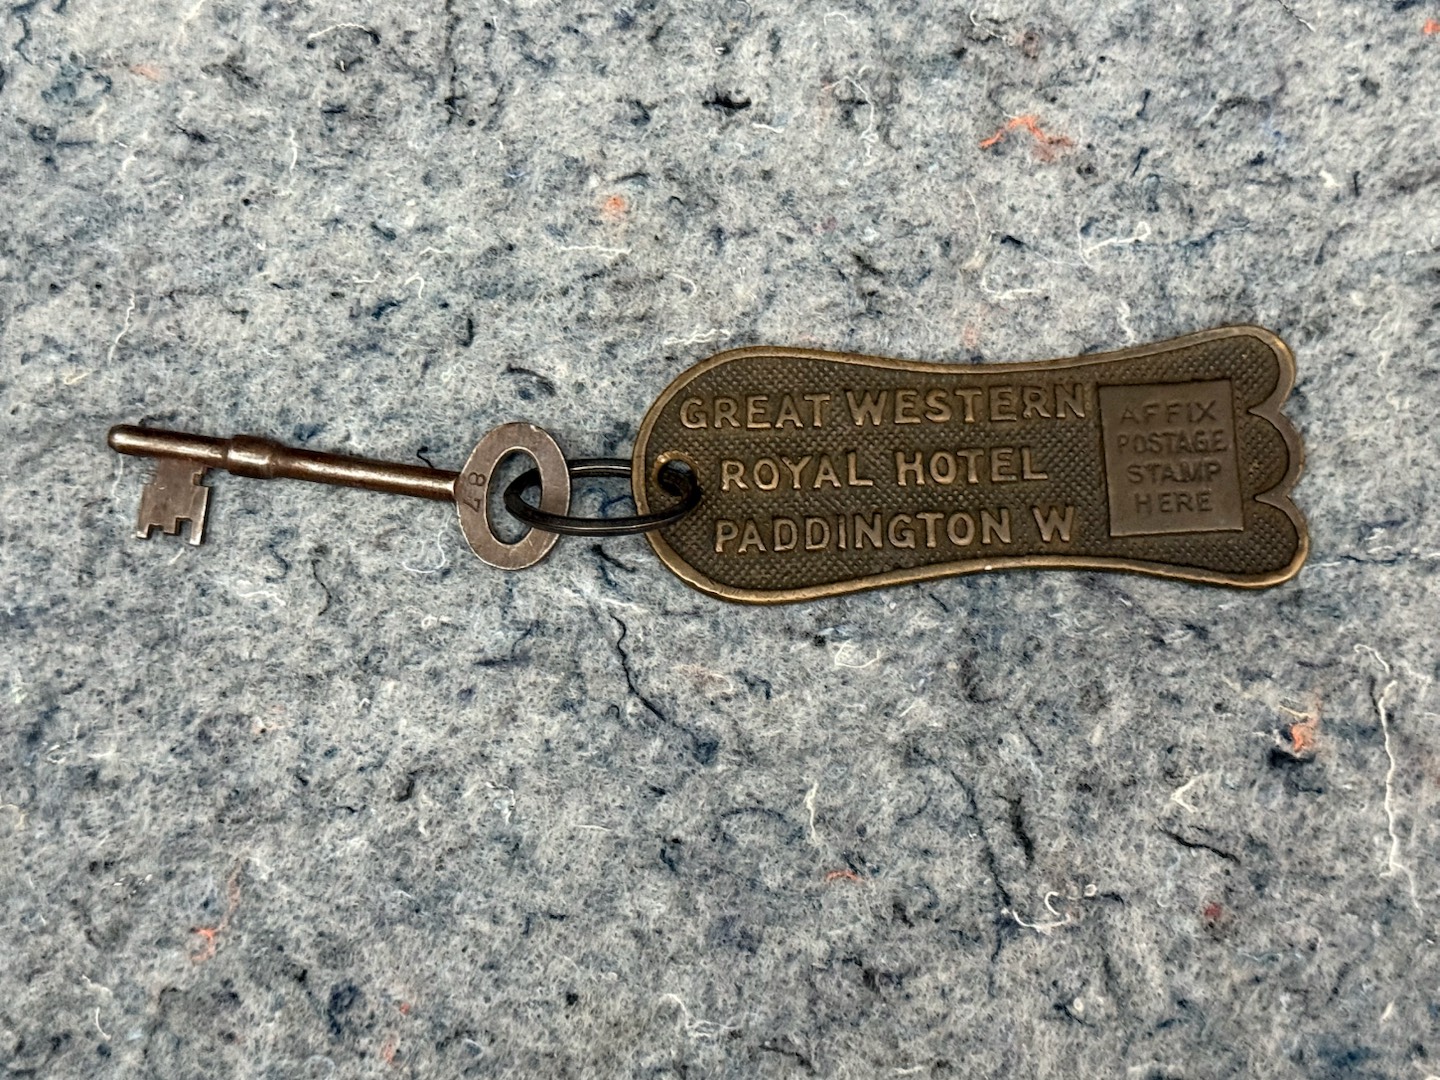 87
GREAT WESTERN
ROYAL HOTEL
PADDINGTON W
AFFIX
POSTAGE
STAMP
HERE